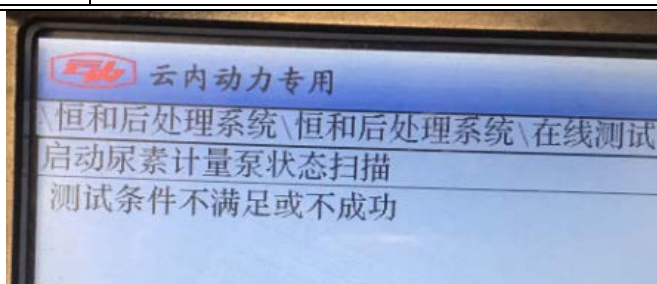 云内动力专用
\恒和后处理系统\恒和后处理系统\在线测试
启动尿素计量泵状态扫描
测试条件不满足或不成功